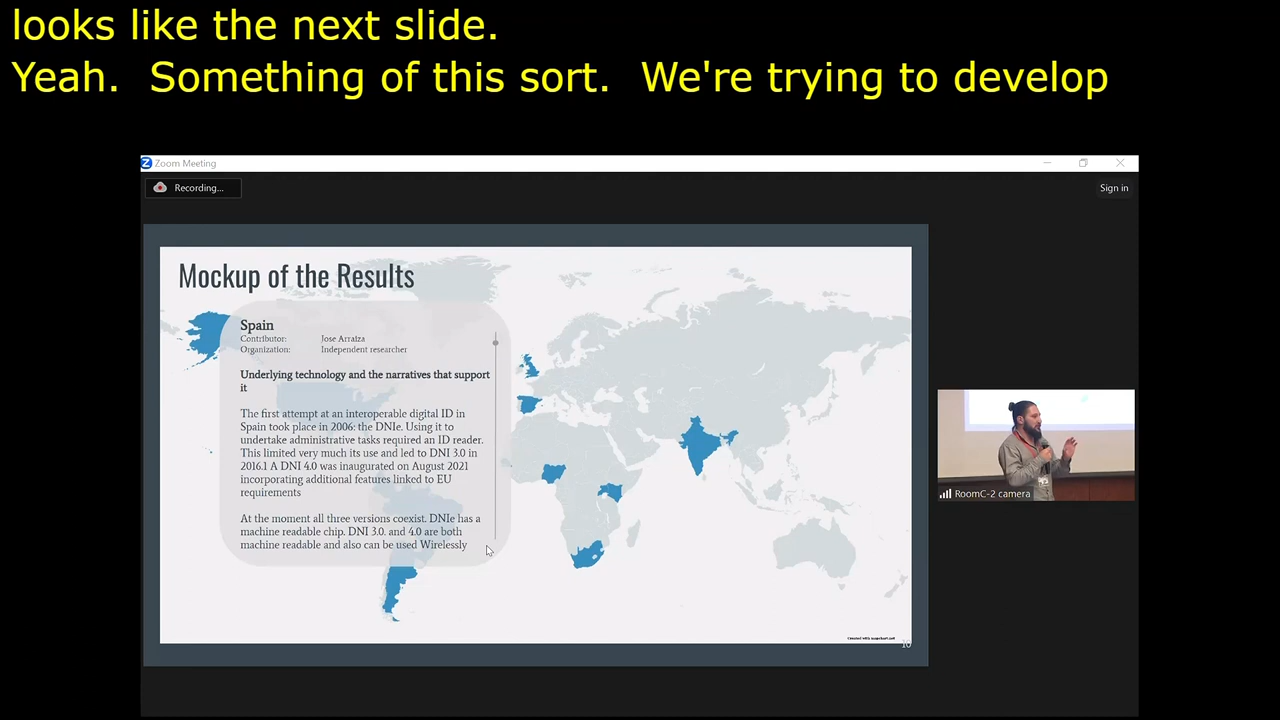 looks like the next slide.
Yeah.  Something of this sort.  We're trying to develop
Zoom Meeting
Recording...
Sign in
Mockup of the Results
Spain
Contributor: Jose Arraiza
Organization: Independent researcher
Underlying technology and the narratives that support
it
The first attempt at an interoperable digital ID in
Spain took place in 2006: the DNIe. Using it to
undertake administrative tasks required an ID reader.
This limited very much its use and led to DNI 3.0 in
2016.1 A DNI 4.0 was inaugurated on August 2021
incorporating additional features linked to EU
requirements
At the moment all three versions coexist. DNIe has a
machine readable chip. DNI 3.0. and 4.0 are both
machine readable and also can be used Wirelessly
RoomC-2 camera
Created with mapchart.net
10